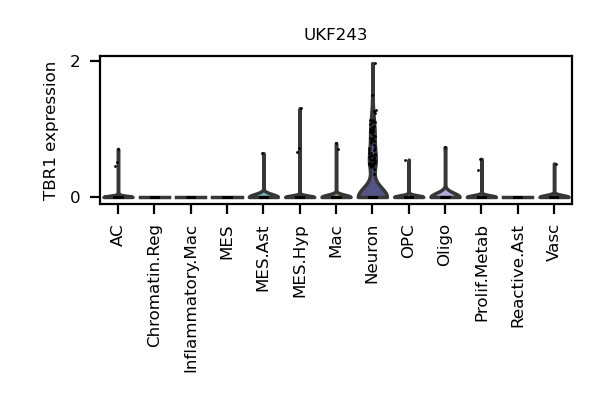 UKF243
TBR1 expression
2
0
AC
Chromatin.Reg
Inflammatory.Mac
MES
MES.Ast
MES.Hyp
Mac
Neuron
OPC
Oligo
Prolif.Metab
Reactive.Ast
Vasc